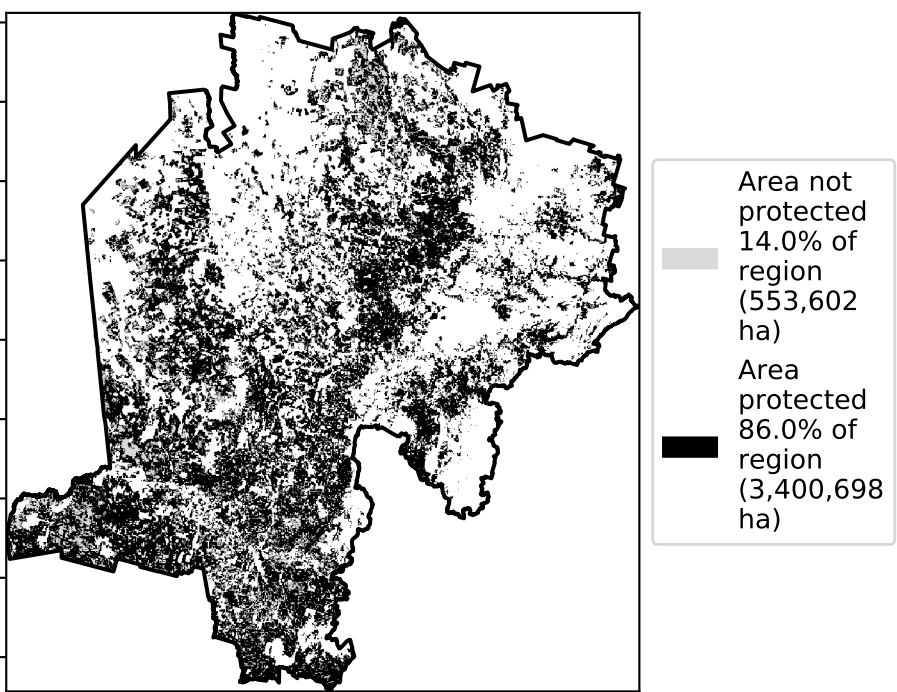 Area not
protected
14.0% of
region
(553,602
ha)
Area
protected
86.0% of
region
(3,400,698
ha)